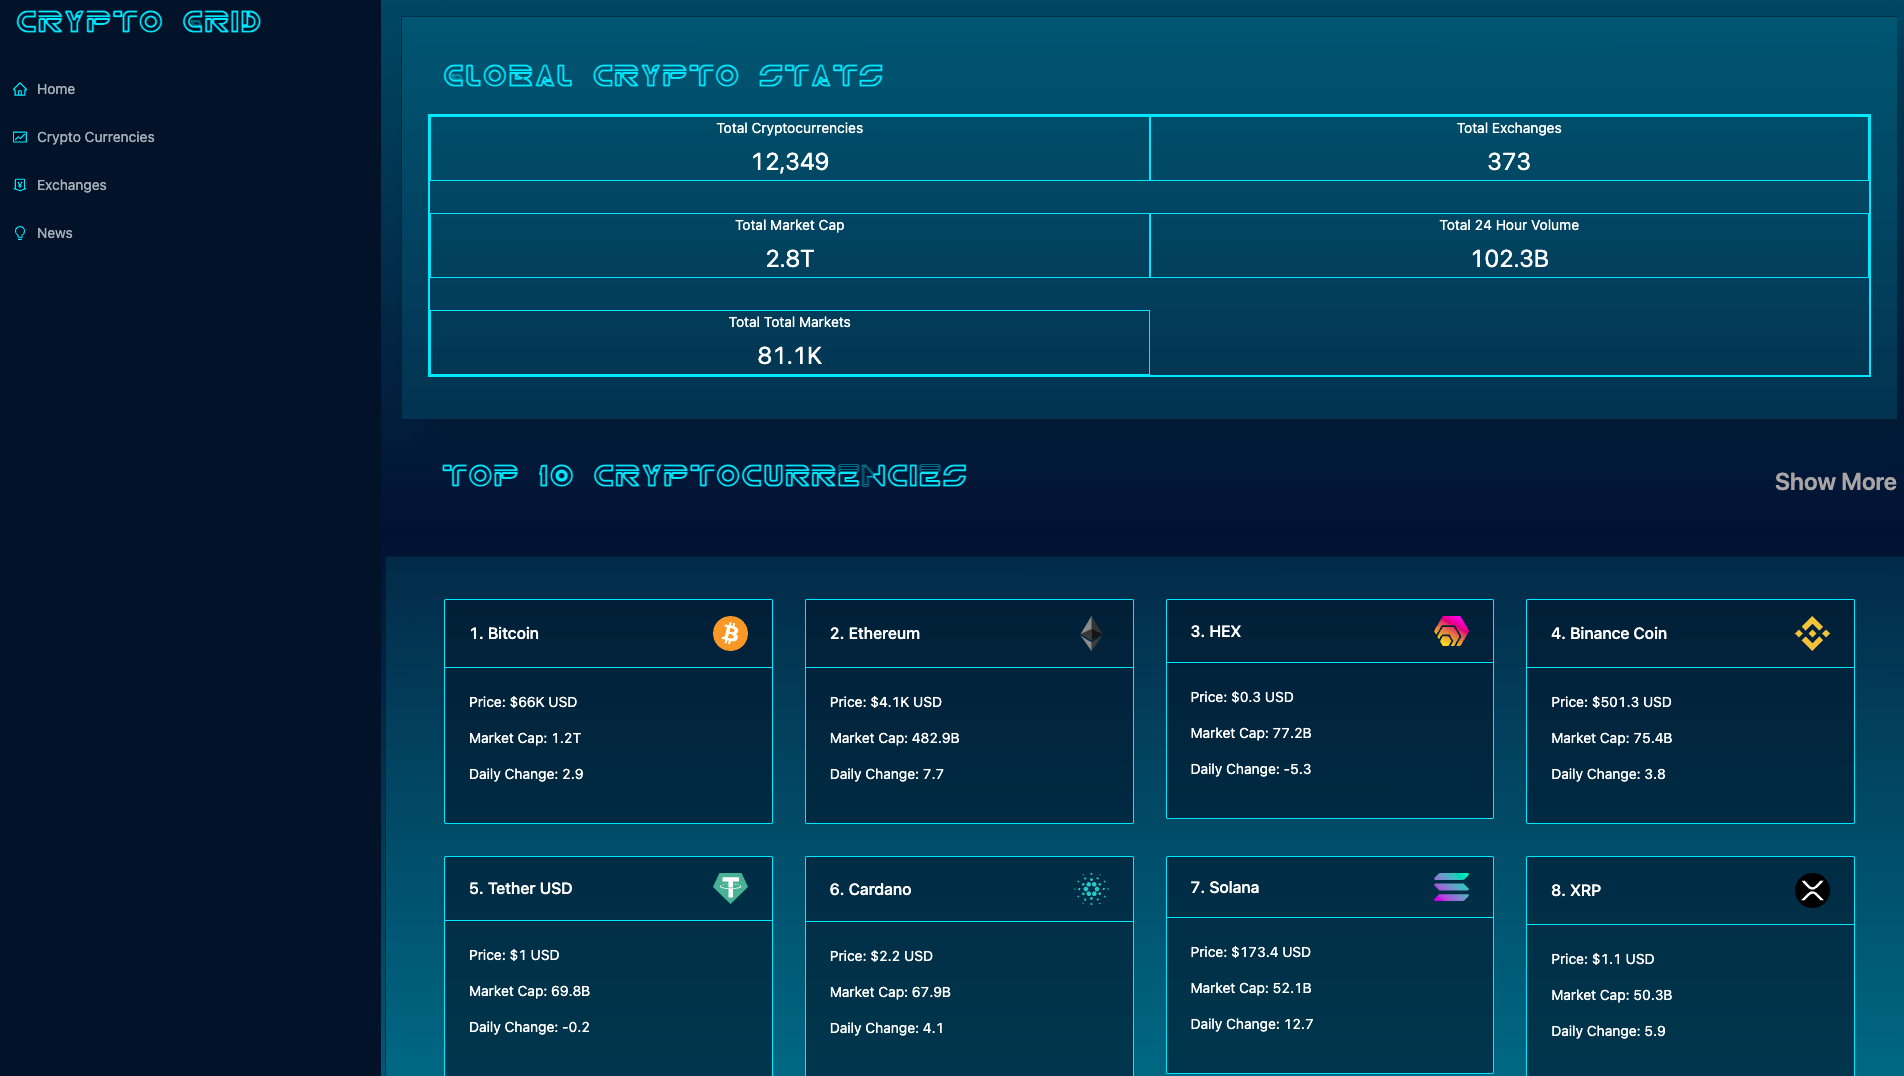 CRYPTO GRID
Home
Crypto Currencies
Exchanges
News
GLOBAL CRYPTO STATS
Total Cryptocurrencies
12,349
Total Exchanges
373
Total Market Cap
2.8T
Total 24 Hour Volume
102.3B
Total Total Markets
81.1K
TOP 10 CRYPTOCURRENCIES
Show More
1. Bitcoin
Price: $66K USD
Market Cap: 1.2T
Daily Change: 2.9
2. Ethereum
Price: $4.1K USD
Market Cap: 482.9B
Daily Change: 7.7
3. HEX
Price: $0.3 USD
Market Cap: 77.2B
Daily Change: -5.3
4. Binance Coin
Price: $501.3 USD
Market Cap: 75.4B
Daily Change: 3.8
5. Tether USD
Price: $1 USD
Market Cap: 69.8B
Daily Change: -0.2
6. Cardano
Price: $2.2 USD
Market Cap: 67.9B
Daily Change: 4.1
7. Solana
Price: $173.4 USD
Market Cap: 52.1B
Daily Change: 12.7
8. XRP
Price: $1.1 USD
Market Cap: 50.3B
Daily Change: 5.9